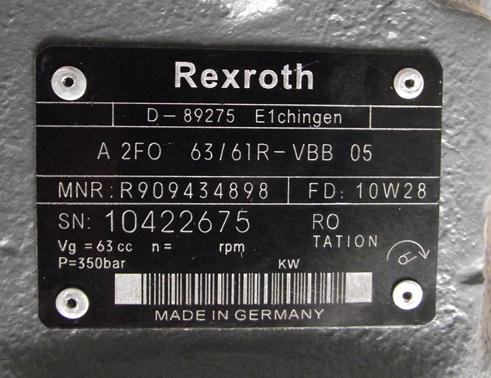 Rexroth
D-89275 E1chingen
A 2FO 63/61R-VBB 05
MNR: R909434898 FD: 10W28
SN: 10422675 RO
TATION
Vg = 63 cc n = rpm
P=350bar KW
MADE IN GERMANY